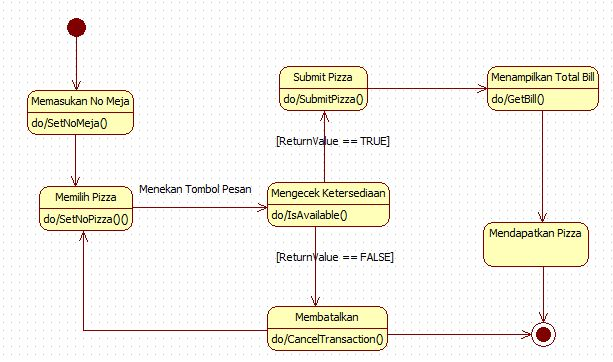 Submit Pizza
do/SubmitPizza()
Menampilkan Total Bill
do/GetBill()
Memasukan No Meja
do/SetNoMeja()
[ReturnValue == TRUE]
Memilih Pizza
do/SetNoPizza()()
Menekan Tombol Pesan
Mengecek Ketersediaan
do/IsAvailable()
Mendapatkan Pizza
[ReturnValue == FALSE]
Membatalkan
do/CancelTransaction()